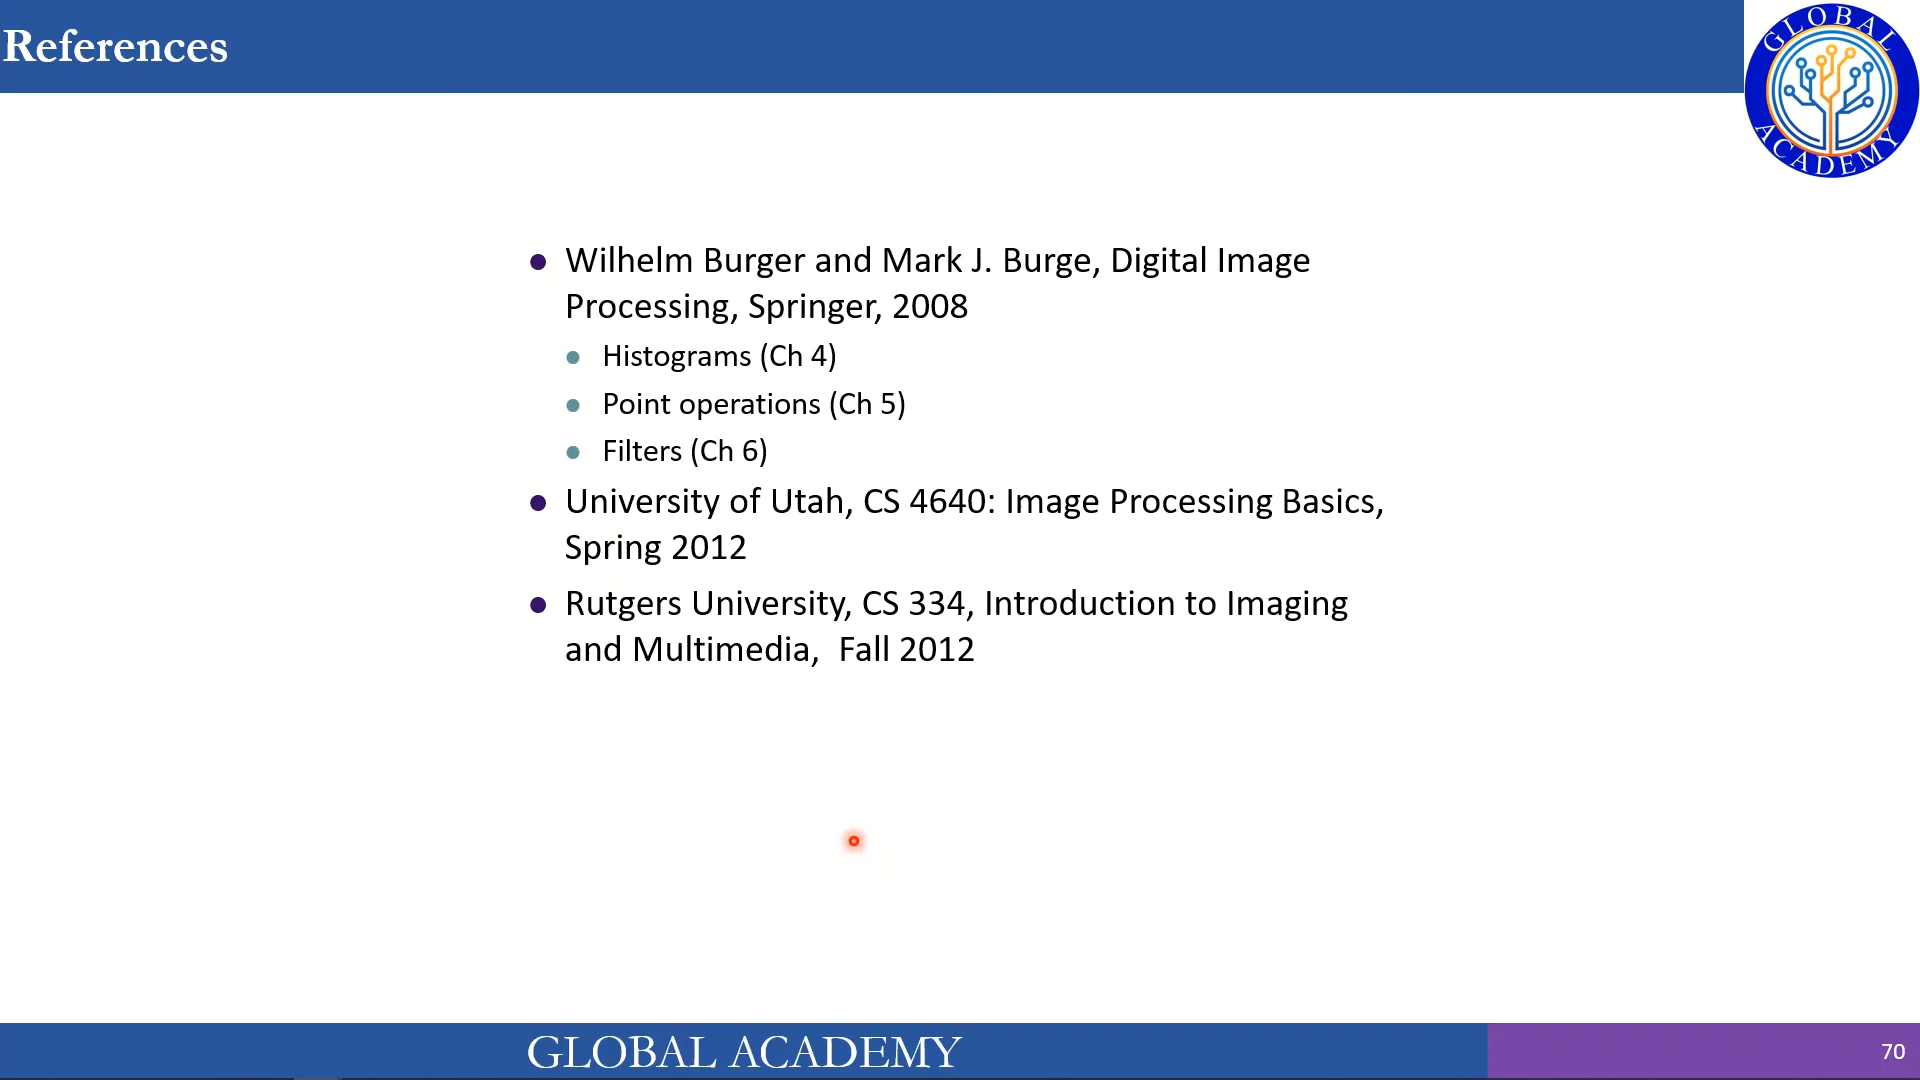 References
GLOBAL
ACADEMY
Wilhelm Burger and Mark J. Burge, Digital Image
Processing, Springer, 2008
Histograms (Ch 4)
Point operations (Ch 5)
Filters (Ch 6)
University of Utah, CS 4640: Image Processing Basics,
Spring 2012
Rutgers University, CS 334, Introduction to Imaging
and Multimedia,  Fall 2012
GLOBAL ACADEMY
70